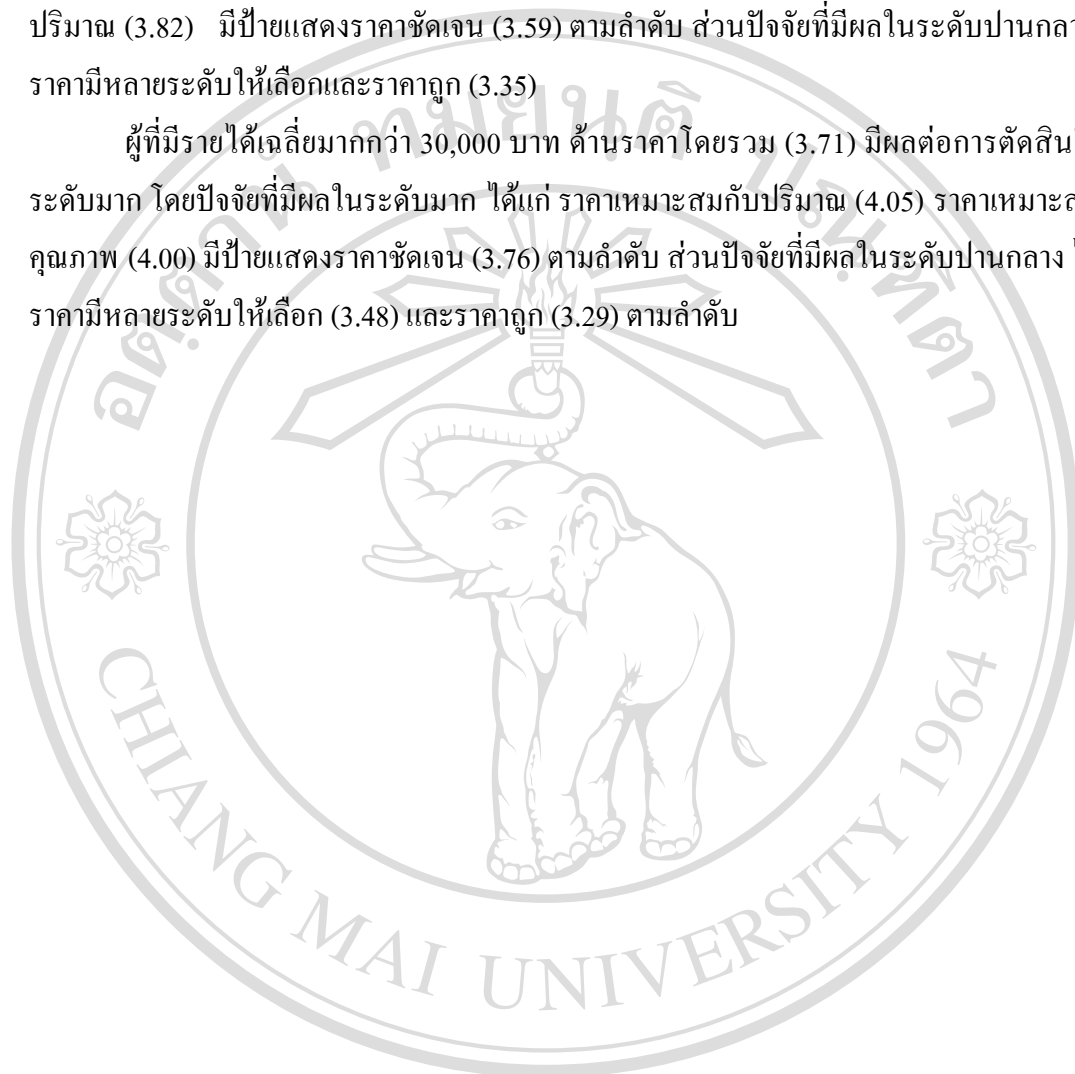 ปริมาณ (3.82) มีป้ายแสดงราคาชัดเจน (3.59) ตามลำดับ ส่วนปัจจัยที่มีผลในระดับปานกลา
ราคามีหลายระดับให้เลือกและราคาถูก (3.35)
ผู้ที่มีรายได้เฉลี่ยมากกว่า 30,000 บาท ด้านราคาโดยรวม (3.71) มีผลต่อการตัดสิน
ระดับมาก โดยปัจจัยที่มีผลในระดับมาก ได้แก่ ราคาเหมาะสมกับปริมาณ (4.05) ราคาเหมาะส
คุณภาพ (4.00) มีป้ายแสดงราคาชัดเจน (3.76) ตามลำดับ ส่วนปัจจัยที่มีผลในระดับปานกลาง
ราคามีหลายระดับให้เลือก (3.48) และราคาถูก (3.29) ตามลำดับ
อตฺตานํ ทมยนฺติ ปณฺฑิตา
CHIANG MAI UNIVERSITY 1964